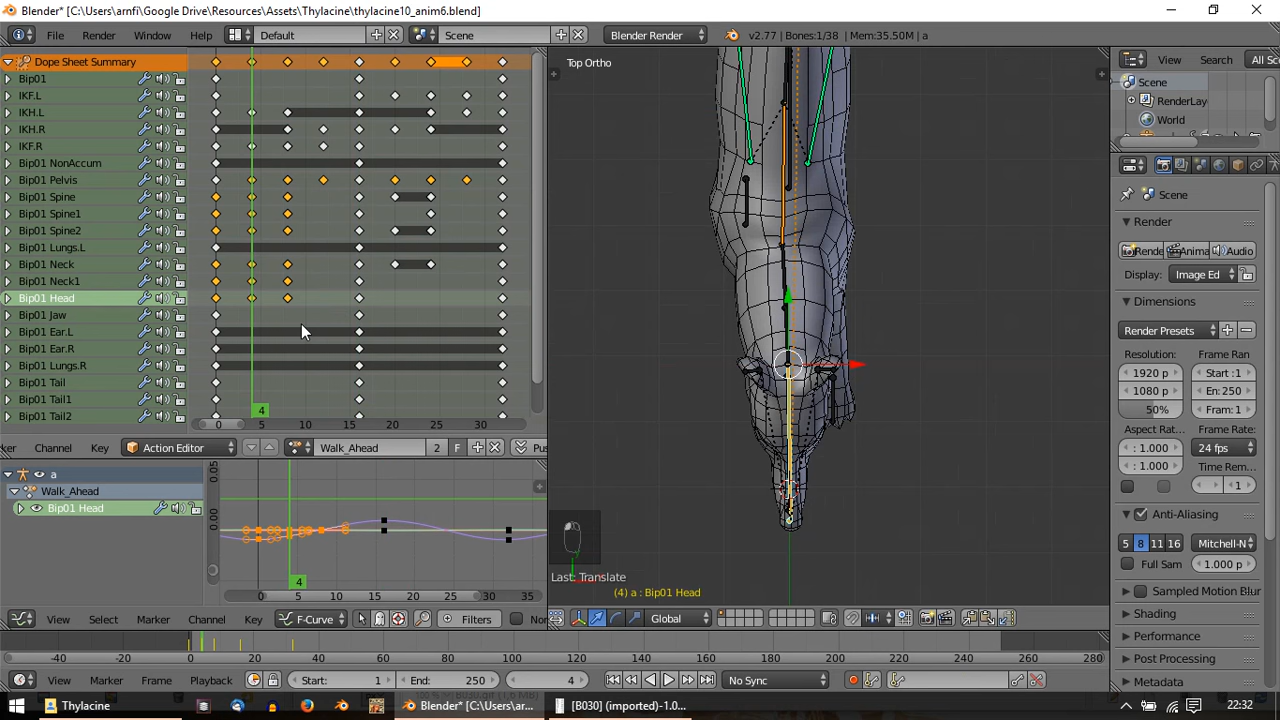 Blender* [C:\Users\arnfi\Google Drive\Resources\Assets\Thylacine\thylacine10_anim6.blend]
File Render Window Help Default Scene Blender Render v2.77 | Bones:1/38 | Mem:35.50M | a
Dope Sheet Summary
Bip01
IKF.L
IKH.L
IKH.R
IKF.R
Bip01 NonAccum
Bip01 Pelvis
Bip01 Spine
Bip01 Spine1
Bip01 Spine2
Bip01 Lungs.L
Bip01 Neck
Bip01 Neck1
Bip01 Head
Bip01 Jaw
Bip01 Ear.L
Bip01 Ear.R
Bip01 Lungs.R
Bip01 Tail
Bip01 Tail1
Bip01 Tail2
4
0 5 10 15 20 25 30
ker Channel Key Action Editor Walk_Ahead 2 F Pus
a
Walk_Ahead
Bip01 Head
0.05
0.00
4
0 5 10 15 20 25 30 35
View Select Marker Channel Key F-Curve Filters Nor
Top Ortho
Last: Translate
(4) a : Bip01 Head
Global
View Search All Sc
Scene
RenderLay
World
Scene
Render
Rende Anima Audio
Display: Image Ed
Dimensions
Render Presets
Resolution: Frame Ran
1920 p Start :1
1080 p En: 250
50% Fram: 1
Aspect Rat Frame Rate:
: 1.000 24 fps
: 1.000 Time Rem
: 1
Anti-Aliasing
5 8 11 16 Mitchell-N
Full Sam 1.000 p
Sampled Motion Blur
Shading
Performance
Post Processing
Metadata
-40 -20 0 20 40 60 80 100 120 140 160 180 200 220 240 260 280
View Marker Frame Playback Start: 1 End: 250 4 No Sync
Thylacine Blender* [C:\Users\ar... [B030] (imported)-1.0... 22:32